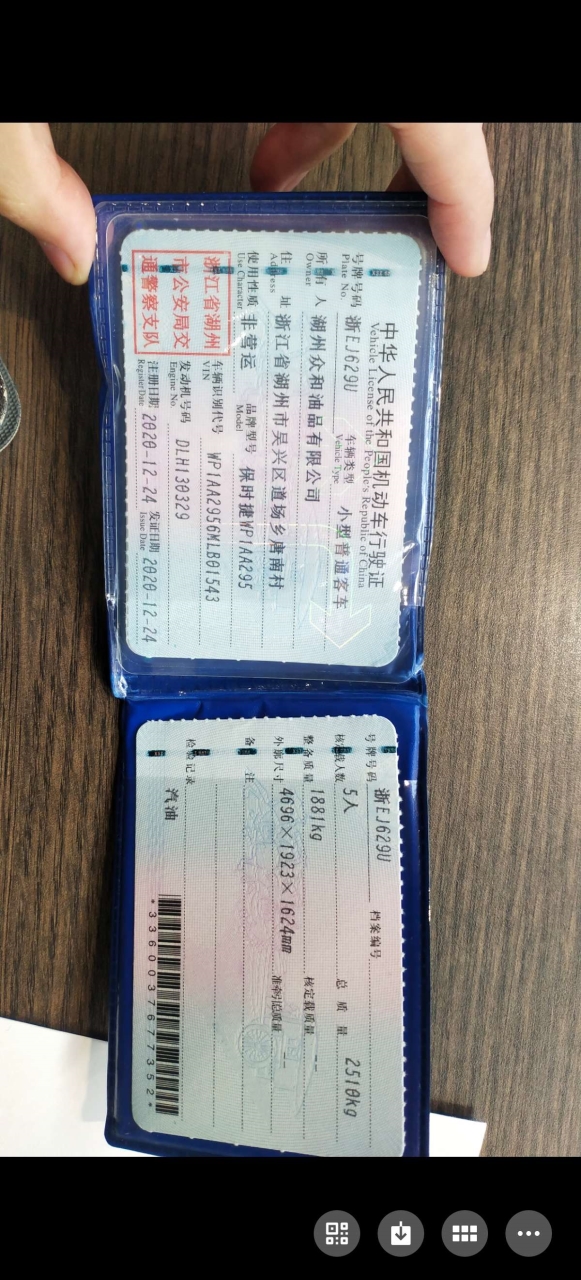 中华人民共和国机动车行驶证
Vehicle License of the People's Republic of China
号牌号码 浙EJ629U 车辆类型 小型普通客车
Plate No. Vehicle Type
所有人 湖州众和油品有限公司
Owner
住址 浙江省湖州市吴兴区道场乡唐南村
Address
使用性质 非营运 品牌型号 保时捷WP1AA295
Use Character Model
浙江省湖州
市公安局交
通警察支队
车辆识别代号 WP1AA2956MLB01543
VIN
发动机号码 DLH130329
Engine No.
注册日期 2020-12-24 发证日期 2020-12-24
Register Date Issue Date
号牌号码 浙EJ629U 档案编号
核定载人数 5人 总质量 2510kg
整备质量 1881kg 核定载质量 --
外廓尺寸 4696×1923×1624mm 准牵引总质量 --
备注
检验记录
汽油
*3360037677352*